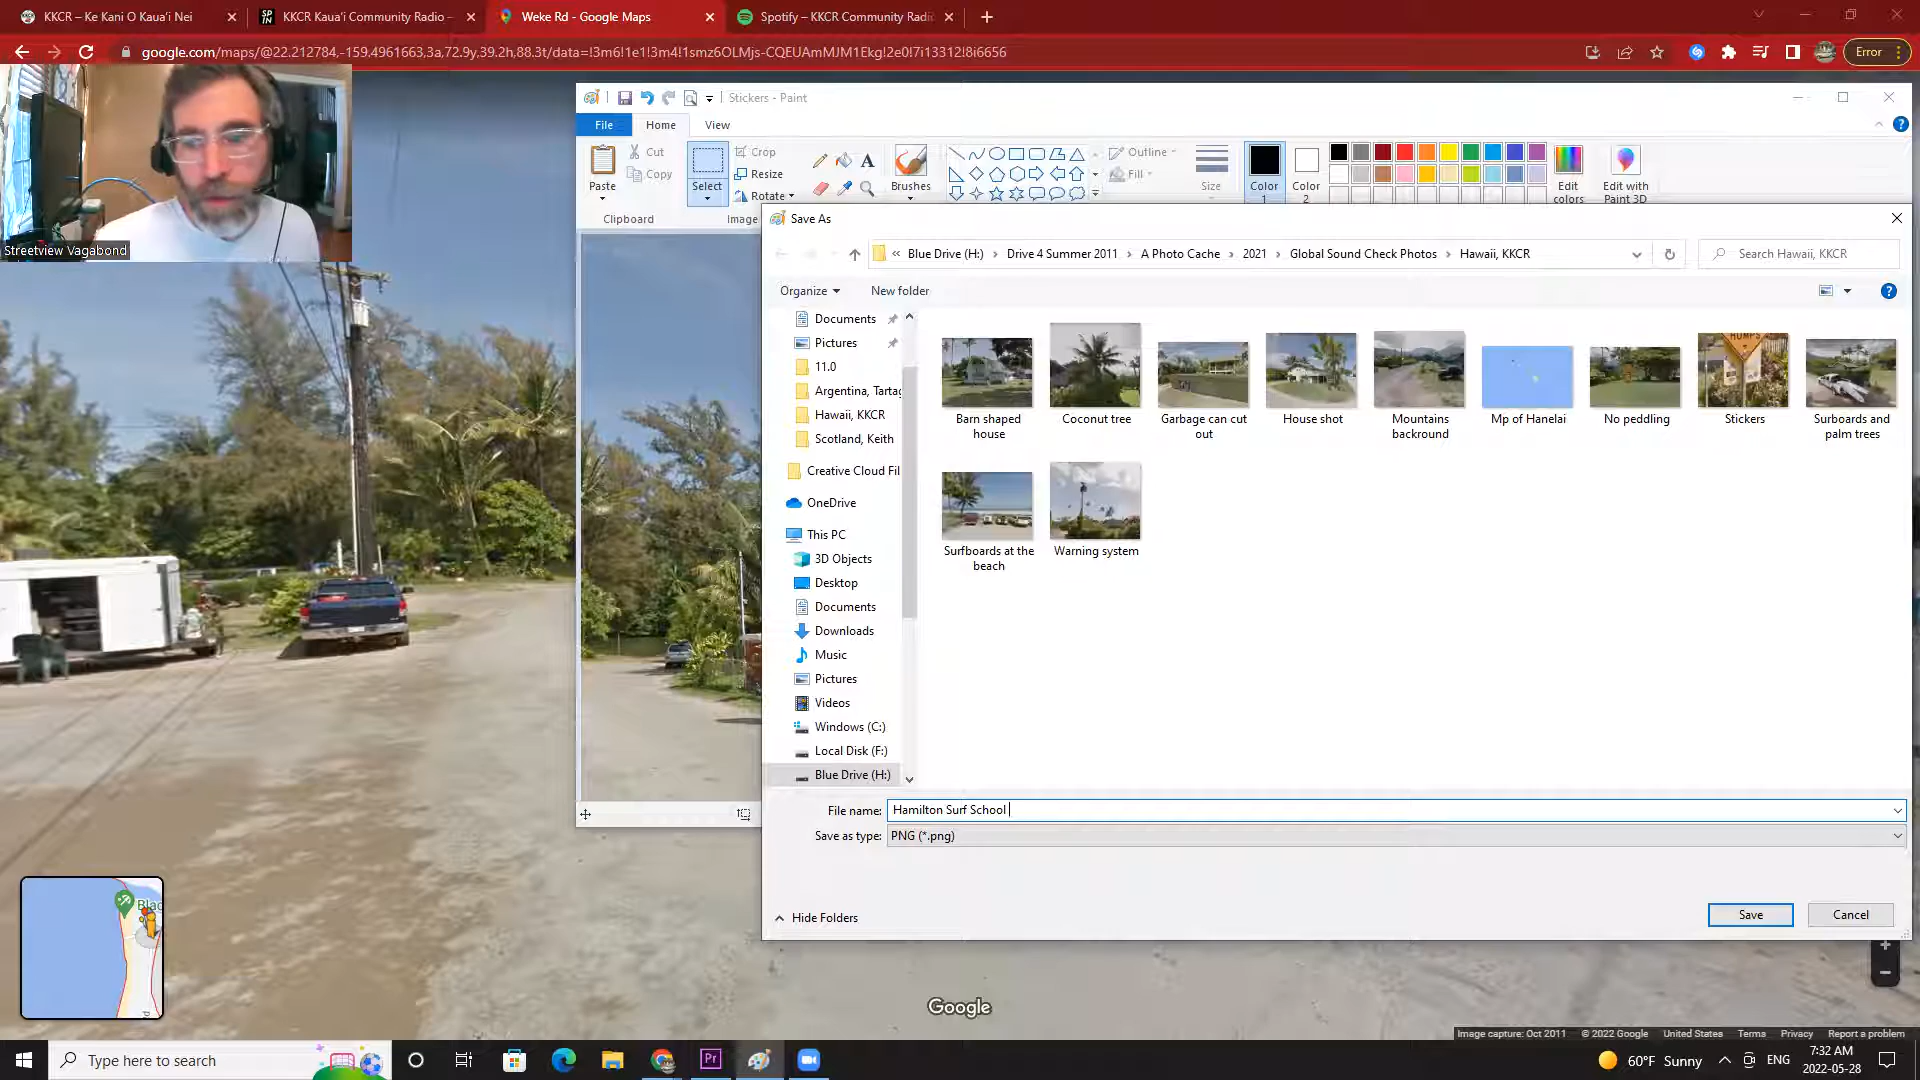 KKCR – Ke Kani O Kaua'i Nei
KKCR Kaua'i Community Radio –
Weke Rd - Google Maps
Spotify – KKCR Community Radi
google.com/maps/@22.212784,-159.4961663,3a,72.9y,39.2h,88.3t/data=!3m6!1e1!3m4!1smz6OLMjs-CQEUAmMJM1Ekg!2e0!7i13312!8i6656
Error
Stickers - Paint
File Home View
Cut
Copy
Paste
Clipboard
Crop
Resize
Rotate
Select
Image
Brushes
Outline
Fill
Size
Color 1
Color 2
Edit colors
Edit with Paint 3D
Streetview Vagabond
Save As
« Blue Drive (H:) › Drive 4 Summer 2011 › A Photo Cache › 2021 › Global Sound Check Photos › Hawaii, KKCR
Search Hawaii, KKCR
Organize
New folder
Documents
Pictures
11.0
Argentina, Tartag
Hawaii, KKCR
Scotland, Keith
Creative Cloud Fil
OneDrive
This PC
3D Objects
Desktop
Documents
Downloads
Music
Pictures
Videos
Windows (C:)
Local Disk (F:)
Blue Drive (H:)
Barn shaped house
Coconut tree
Garbage can cut out
House shot
Mountains backround
Mp of Hanelai
No peddling
Stickers
Surboards and palm trees
Surfboards at the beach
Warning system
File name: Hamilton Surf School
Save as type: PNG (*.png)
Hide Folders
Save
Cancel
Blac
Google
Image capture: Oct 2011 © 2022 Google United States Terms Privacy Report a problem
Type here to search
60°F Sunny
ENG
7:32 AM
2022-05-28